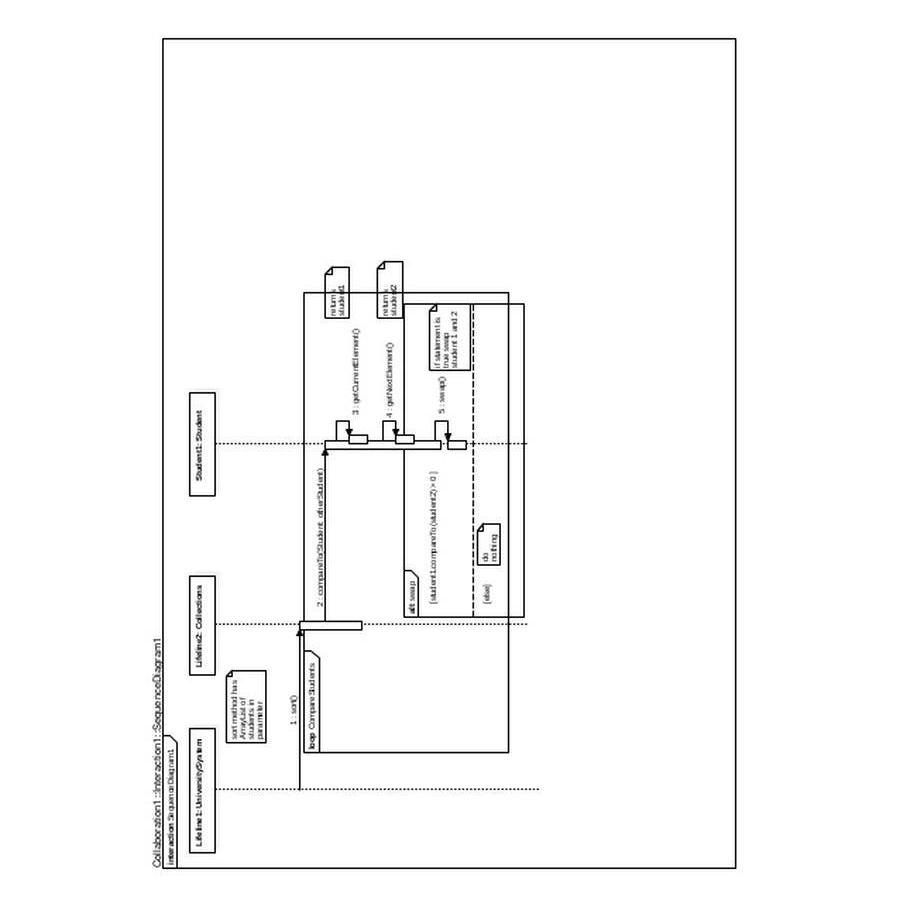 Collaboration1::Interaction1::SequenceDiagram1
interaction SequenceDiagram1
Lifeline1: UniversitySystem
Lifeline2: Collections
Student1: Student
sort method has
ArrayList of
students in
parameter
1 : sort()
loop CompareStudents
2 : compareTo(Student otherStudent)
returns
student1
3 : getCurrentElement()
returns
student2
4 : getNextElement()
alt swap
[student1.compareTo(student2) > 0 ]
5 : swap()
if statement is
true swap
student 1 and 2
[else]
do
nothing